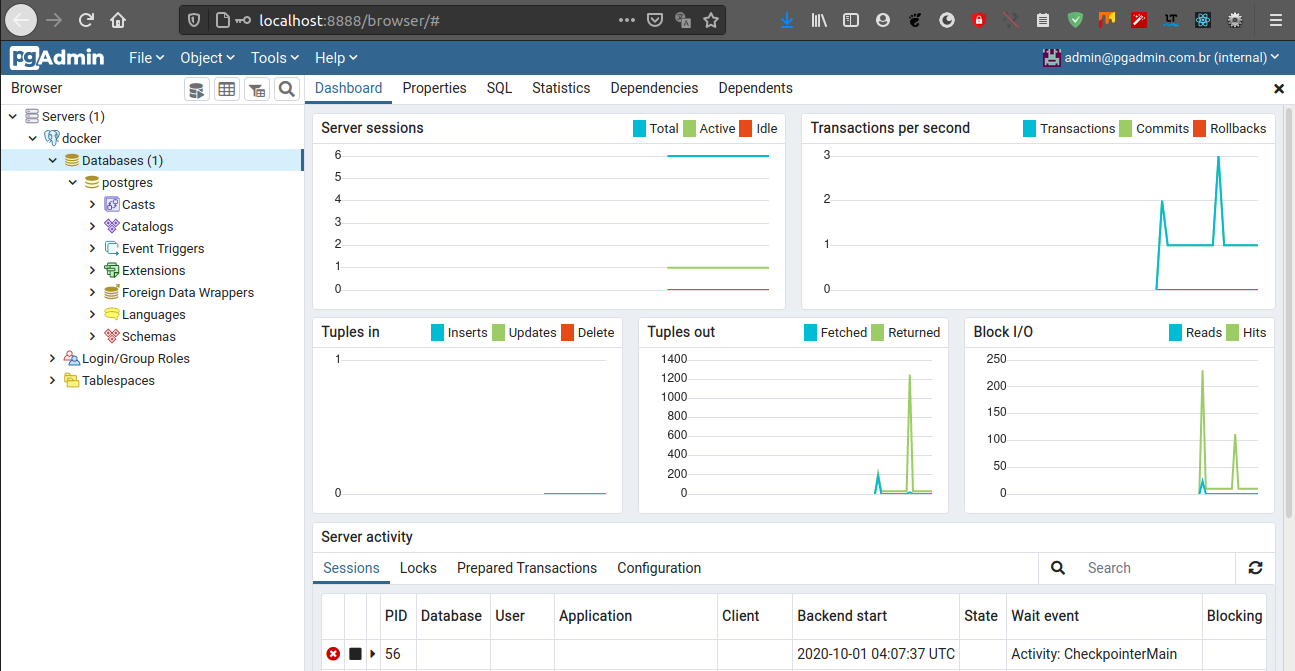 localhost:8888/browser/#
pgAdmin File Object Tools Help admin@pgadmin.com.br (internal)
Browser
Dashboard Properties SQL Statistics Dependencies Dependents
Servers (1)
docker
Databases (1)
postgres
Casts
Catalogs
Event Triggers
Extensions
Foreign Data Wrappers
Languages
Schemas
Login/Group Roles
Tablespaces
Server sessions Total Active Idle
6
5
4
3
2
1
0
Transactions per second Transactions Commits Rollbacks
3
2
1
0
Tuples in Inserts Updates Delete
1
0
Tuples out Fetched Returned
1400
1200
1000
800
600
400
200
0
Block I/O Reads Hits
250
200
150
100
50
0
Server activity
Sessions Locks Prepared Transactions Configuration Search
PID Database User Application Client Backend start State Wait event Blocking
56 2020-10-01 04:07:37 UTC Activity: CheckpointerMain